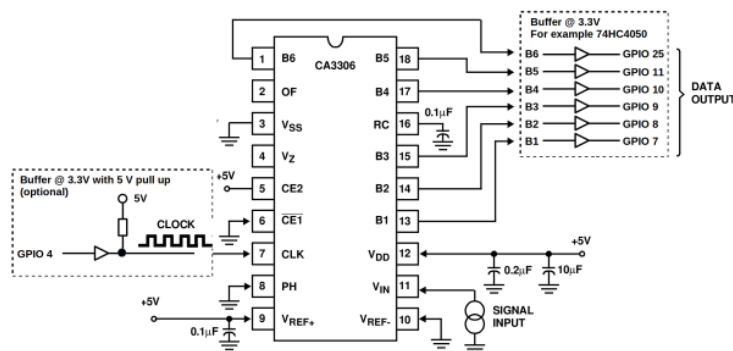 Buffer @ 3.3V
For example 74HC4050
B6 GPIO 25
B5 GPIO 11
B4 GPIO 10
B3 GPIO 9
B2 GPIO 8
B1 GPIO 7
DATA
OUTPUT
CA3306
1 B6 B5 18
2 OF B4 17
3 VSS RC 16
0.1μF
4 VZ B3 15
+5V
5 CE2 B2 14
6 CE1 B1 13
7 CLK VDD 12
8 PH VIN 11
9 VREF+ VREF- 10
Buffer @ 3.3V with 5 V pull up
(optional)
5V
CLOCK
GPIO 4
+5V
0.1μF
+5V
0.2μF
10μF
SIGNAL
INPUT